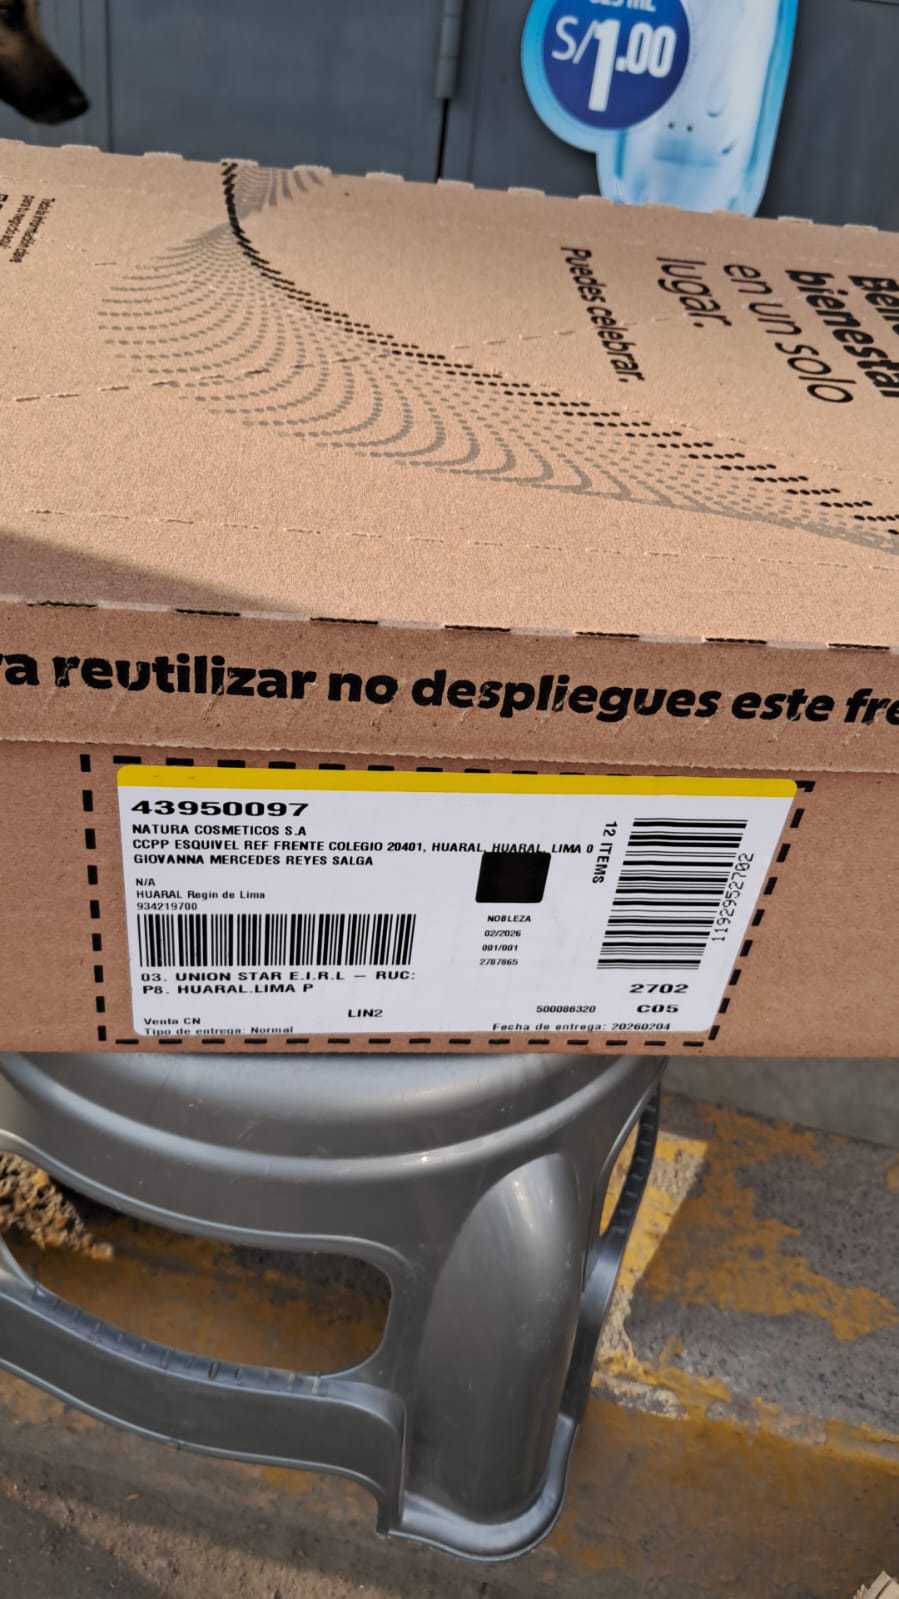 S/1.00
Puedes celebrar.
bienestar
en un solo
lugar.
reutilizar no despliegues este
43950097
NATURA COSMETICOS S.A
CCPP ESQUIVEL REF FRENTE COLEGIO 20401, HUARAL, HUARAL, LIMA 0
GIOVANNA MERCEDES REYES SALGA
N/A
HUARAL Regin de Lima
934219700
03. UNION STAR E.I.R.L – RUC:
P8. HUARAL.LIMA P
LIN2
Venta CN
Tipo de entrega: Normal
NOBLEZA
02/2026
001/001
2787865
12 ITEMS
1192952702
2702
500086320
C05
Fecha de entrega: 20260204